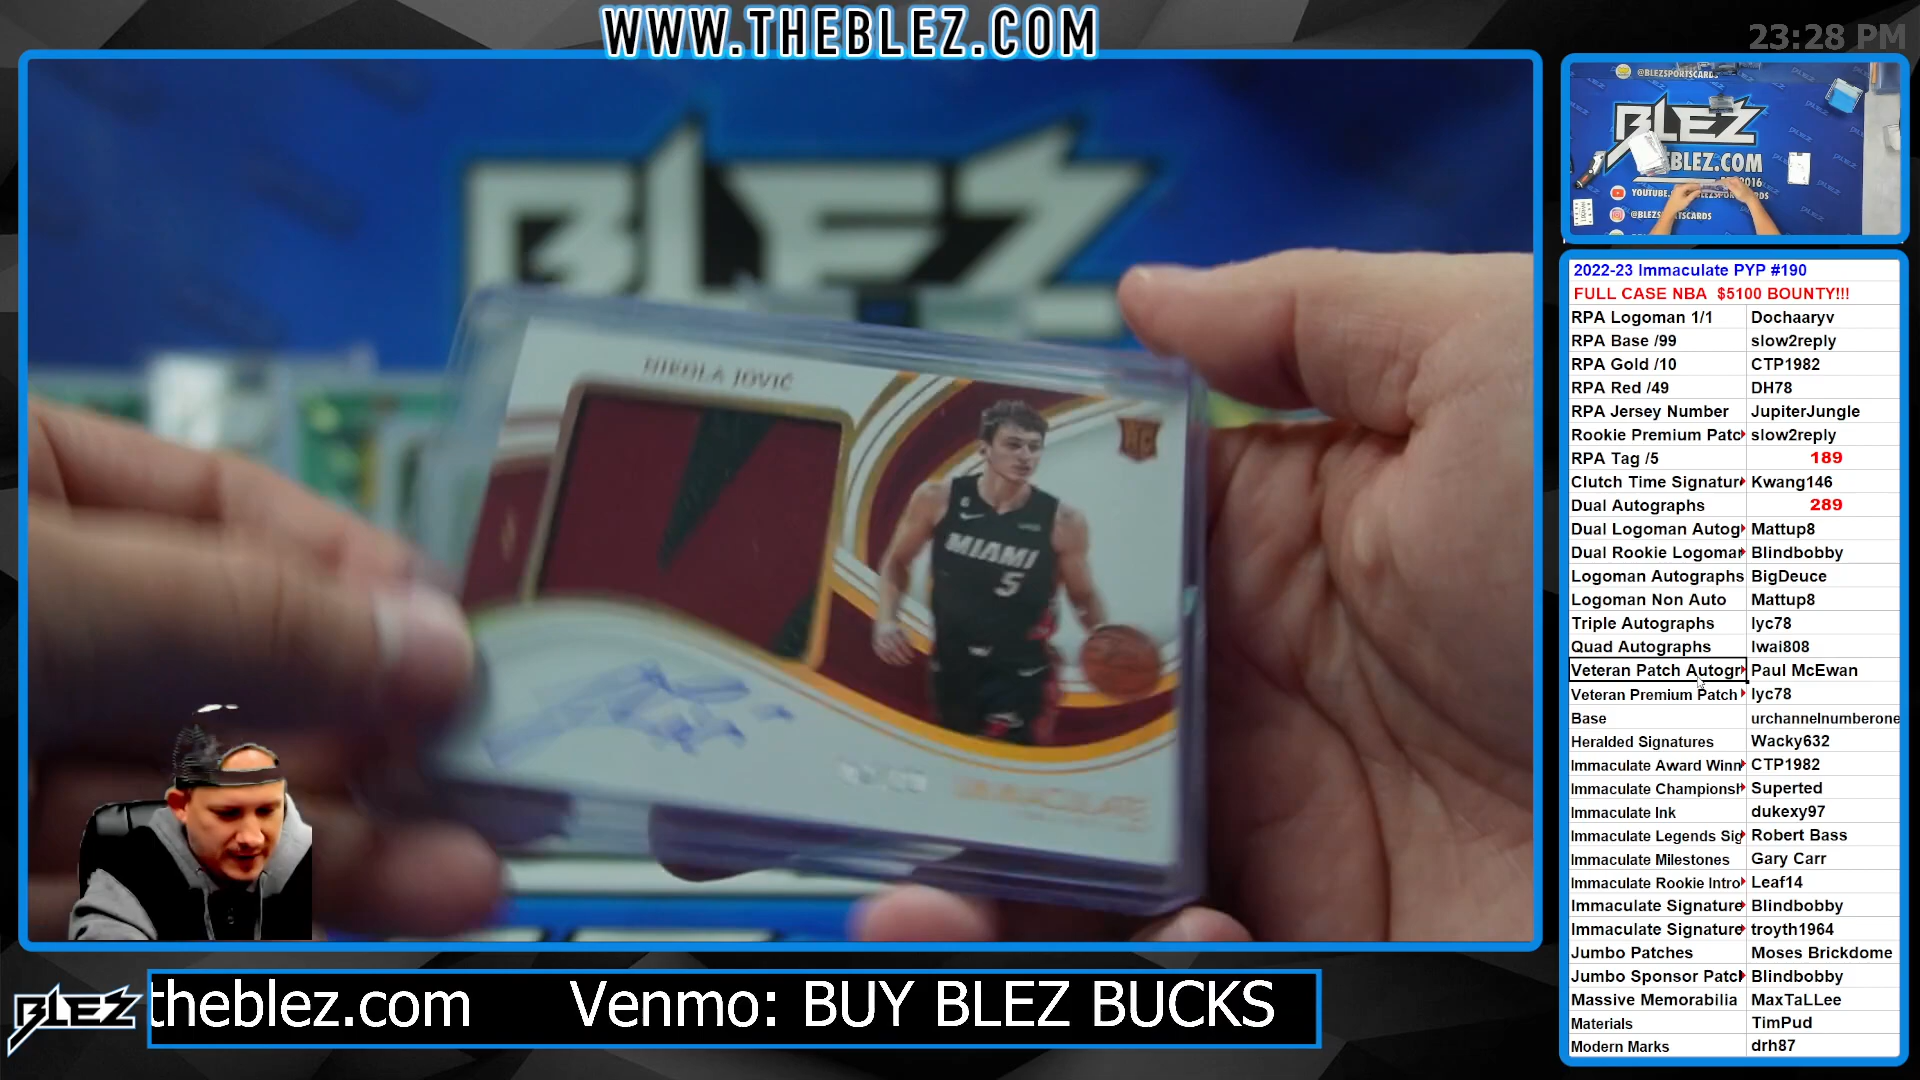 WWW.THEBLEZ.COM
23:28 PM
BLEZ
NIKOLA JOVIĆ
RC
MIAMI
5
IMMACULATE
@BLEZSPORTSCARDS
BLEZ
@BLEZSPORTSCARDS
2022-23 Immaculate PYP #190
FULL CASE NBA $5100 BOUNTY!!!
RPA Logoman 1/1 Dochaaryv
RPA Base /99 slow2reply
RPA Gold /10 CTP1982
RPA Red /49 DH78
RPA Jersey Number JupiterJungle
Rookie Premium Patc slow2reply
RPA Tag /5 189
Clutch Time Signatur Kwang146
Dual Autographs 289
Dual Logoman Autog Mattup8
Dual Rookie Logomar Blindbobby
Logoman Autographs BigDeuce
Logoman Non Auto Mattup8
Triple Autographs lyc78
Quad Autographs lwai808
Veteran Patch Autogr Paul McEwan
Veteran Premium Patch lyc78
Base urchannelnumberone
Heralded Signatures Wacky632
Immaculate Award Winn CTP1982
Immaculate Champions Superted
Immaculate Ink dukexy97
Immaculate Legends Sig Robert Bass
Immaculate Milestones Gary Carr
Immaculate Rookie Intro Leaf14
Immaculate Signature Blindbobby
Immaculate Signature troyth1964
Jumbo Patches Moses Brickdome
Jumbo Sponsor Patcl Blindbobby
Massive Memorabilia MaxTaLLee
Materials TimPud
Modern Marks drh87
BLEZ
theblez.com Venmo: BUY BLEZ BUCKS